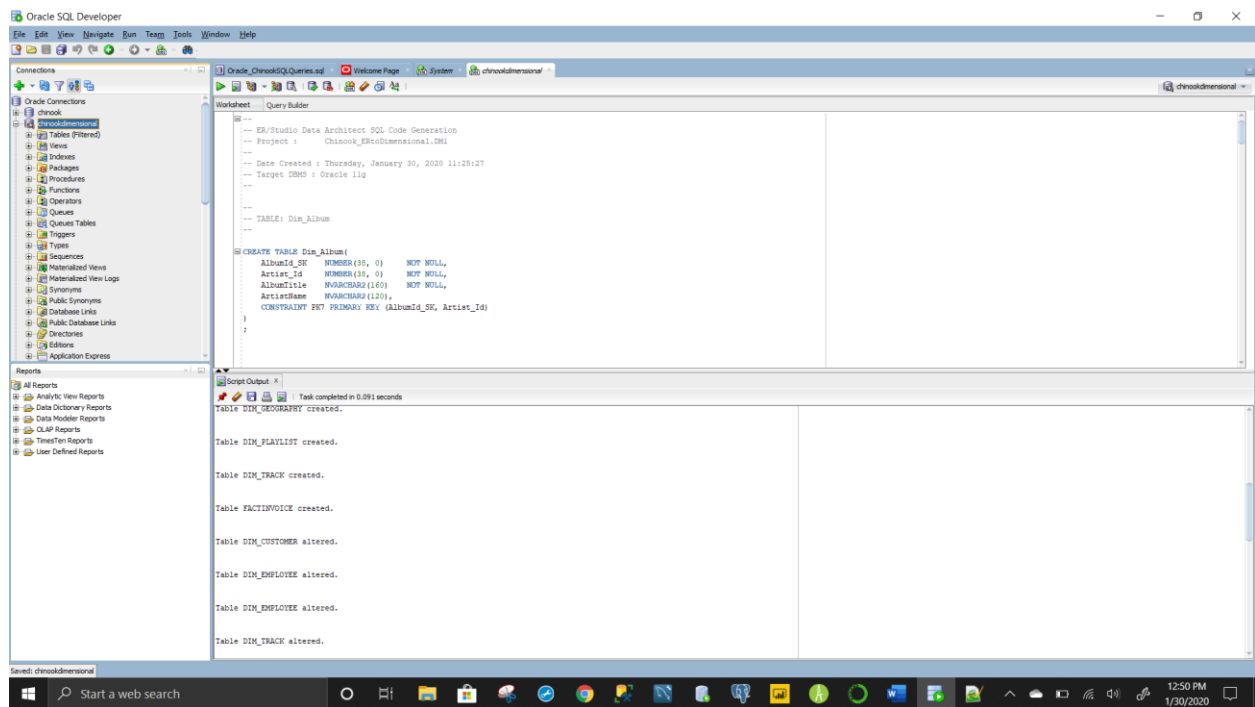 Oracle SQL Developer
File Edit View Navigate Run Team Tools Window Help
Connections
Oracle Connections
chinook
chinookdimensional
Tables (Filtered)
Views
Indexes
Packages
Procedures
Functions
Operators
Queues
Queues Tables
Triggers
Types
Sequences
Materialized Views
Materialized View Logs
Synonyms
Public Synonyms
Database Links
Public Database Links
Directories
Editions
Application Express
Reports
All Reports
Analytic View Reports
Data Dictionary Reports
Data Modeler Reports
OLAP Reports
TimesTen Reports
User Defined Reports
Oracle_ChinookSQLQueries.sql Welcome Page System chinookdimensional
chinookdimensional
Worksheet Query Builder
--
-- ER/Studio Data Architect SQL Code Generation
-- Project : Chinook_ERtoDimensional.DM1
--
-- Date Created : Thursday, January 30, 2020 11:25:27
-- Target DBMS : Oracle 11g
--
--
-- TABLE: Dim_Album
--
CREATE TABLE Dim_Album(
AlbumId_SK NUMBER(38, 0) NOT NULL,
Artist_Id NUMBER(38, 0) NOT NULL,
AlbumTitle NVARCHAR2(160) NOT NULL,
ArtistName NVARCHAR2(120),
CONSTRAINT PK7 PRIMARY KEY (AlbumId_SK, Artist_Id)
)
;
Script Output x
Task completed in 0.091 seconds
Table DIM_GEOGRAPHY created.
Table DIM_PLAYLIST created.
Table DIM_TRACK created.
Table FACTINVOICE created.
Table DIM_CUSTOMER altered.
Table DIM_EMPLOYEE altered.
Table DIM_EMPLOYEE altered.
Table DIM_TRACK altered.
Saved: chinookdimensional
Start a web search
12:50 PM
1/30/2020